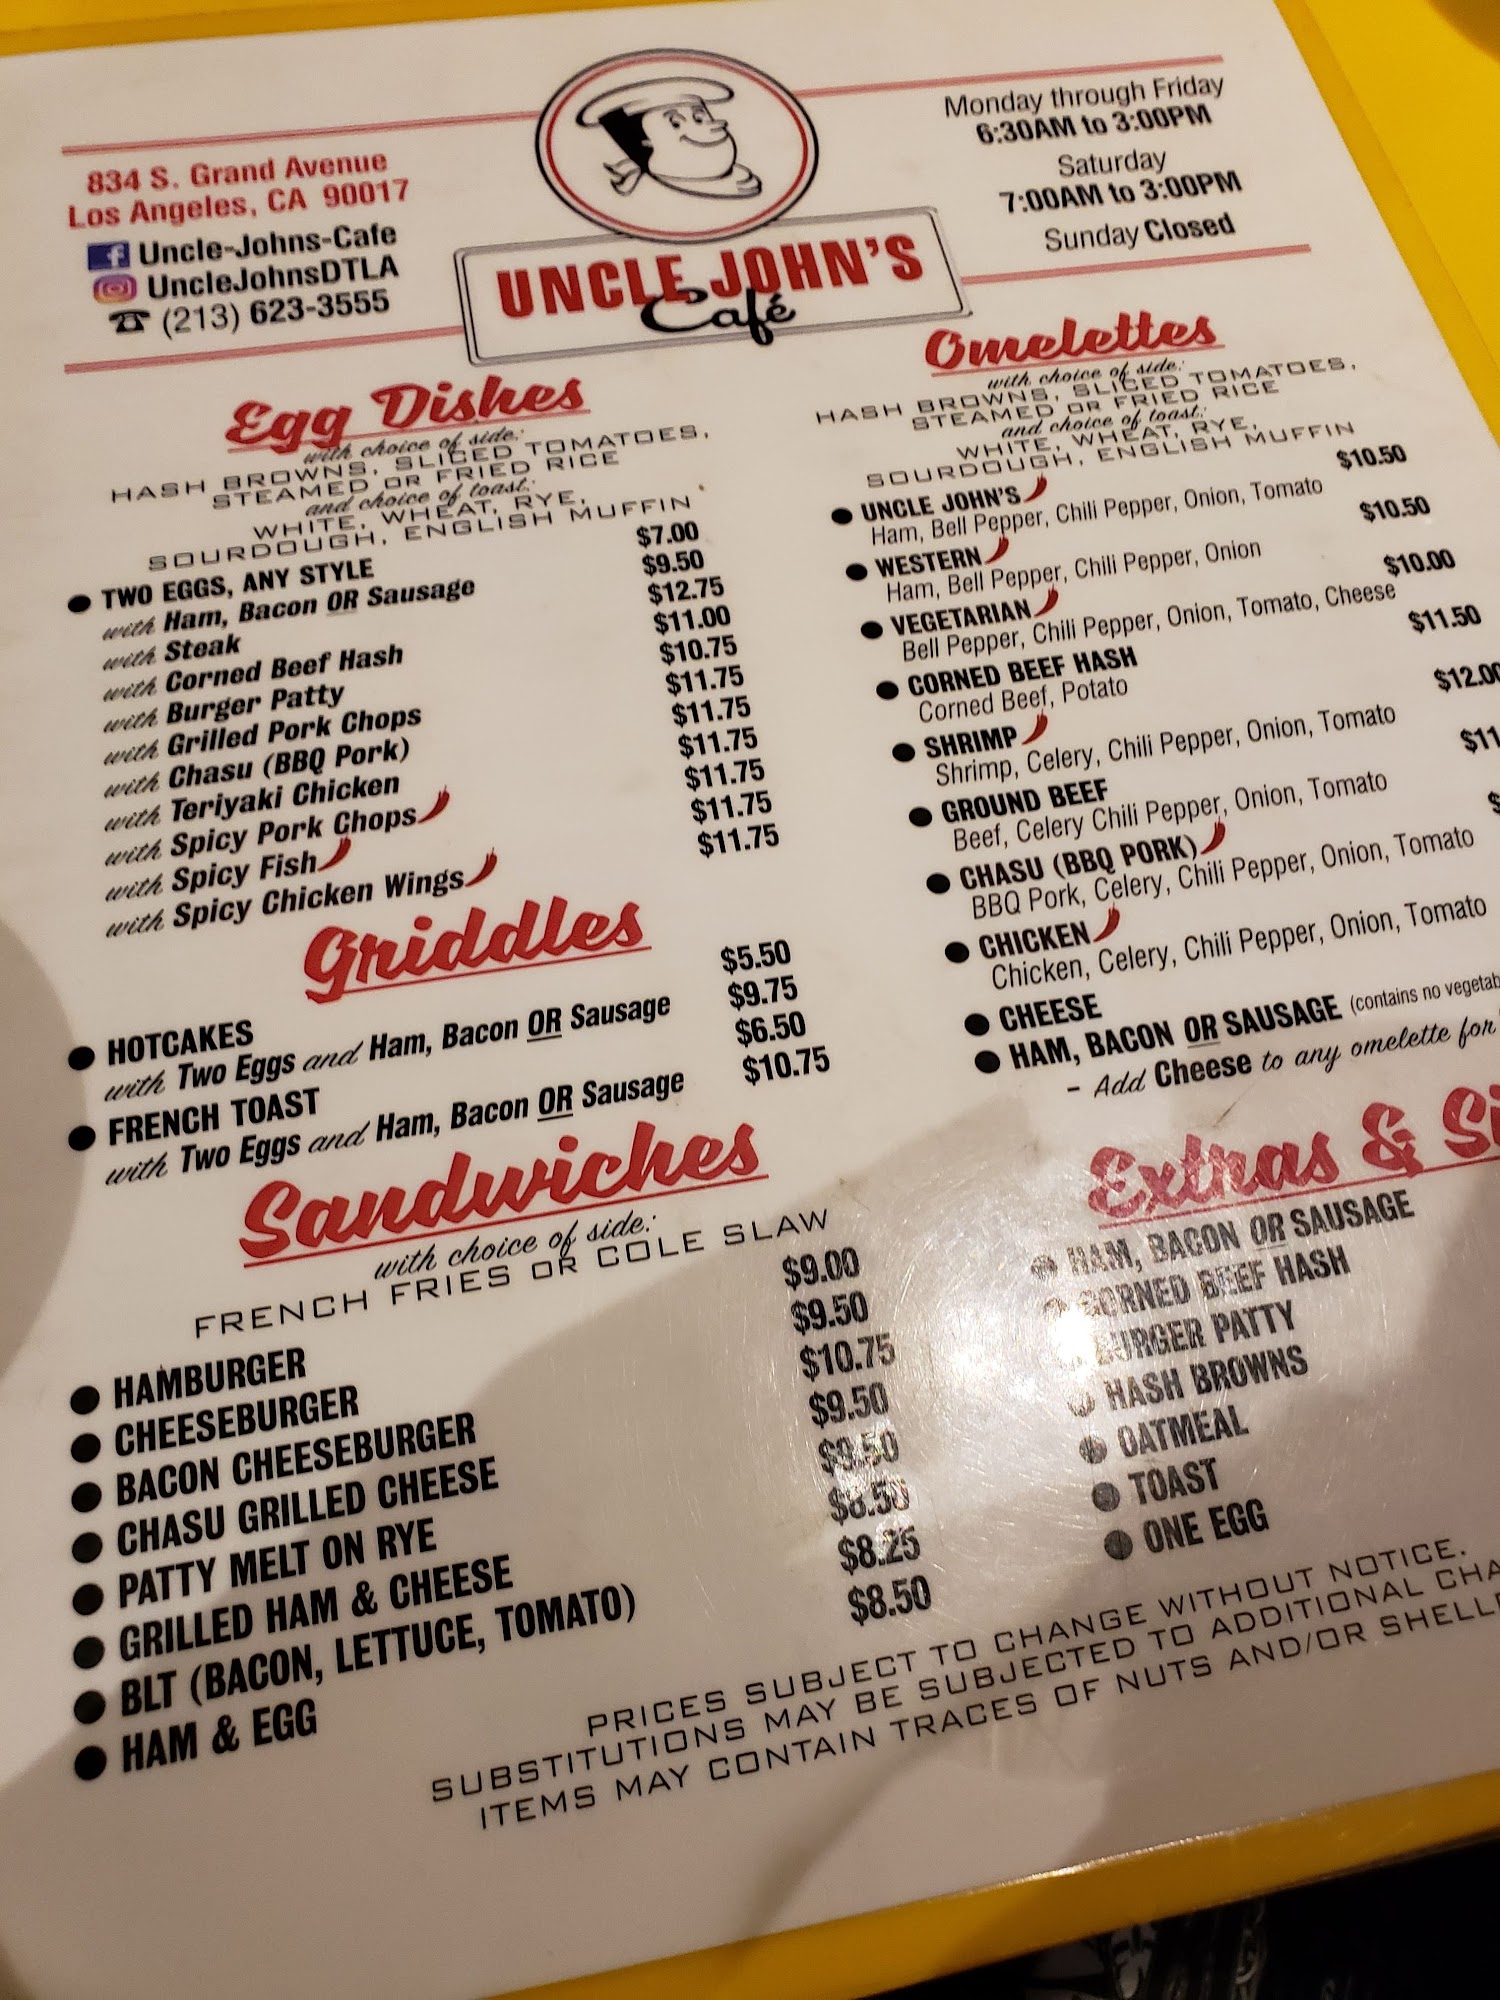 834 S. Grand Avenue
Los Angeles, CA 90017
Uncle-Johns-Cafe
UncleJohnsDTLA
(213) 623-3555
UNCLE JOHN'S
Café
Monday through Friday
6:30AM to 3:00PM
Saturday
7:00AM to 3:00PM
Sunday Closed
Egg Dishes
with choice of side:
HASH BROWNS, SLICED TOMATOES,
STEAMED OR FRIED RICE
and choice of toast:
WHITE, WHEAT, RYE,
SOURDOUGH, ENGLISH MUFFIN
● TWO EGGS, ANY STYLE $7.00
with Ham, Bacon OR Sausage $9.50
with Steak $12.75
with Corned Beef Hash $11.00
with Burger Patty $10.75
with Grilled Pork Chops $11.75
with Chasu (BBQ Pork) $11.75
with Teriyaki Chicken $11.75
with Spicy Pork Chops $11.75
with Spicy Fish $11.75
with Spicy Chicken Wings $11.75
Griddles
● HOTCAKES $5.50
with Two Eggs and Ham, Bacon OR Sausage $9.75
● FRENCH TOAST $6.50
with Two Eggs and Ham, Bacon OR Sausage $10.75
Sandwiches
with choice of side:
FRENCH FRIES OR COLE SLAW
● HAMBURGER $9.00
● CHEESEBURGER $9.50
● BACON CHEESEBURGER $10.75
● CHASU GRILLED CHEESE $9.50
● PATTY MELT ON RYE $9.50
● GRILLED HAM & CHEESE $8.50
● BLT (BACON, LETTUCE, TOMATO) $8.25
● HAM & EGG $8.50
Omelettes
with choice of side:
HASH BROWNS, SLICED TOMATOES,
STEAMED OR FRIED RICE
and choice of toast:
WHITE, WHEAT, RYE,
SOURDOUGH, ENGLISH MUFFIN
● UNCLE JOHN'S $10.50
Ham, Bell Pepper, Chili Pepper, Onion, Tomato
● WESTERN $10.50
Ham, Bell Pepper, Chili Pepper, Onion
● VEGETARIAN $10.00
Bell Pepper, Chili Pepper, Onion, Tomato, Cheese
● CORNED BEEF HASH $11.50
Corned Beef, Potato
● SHRIMP $12.00
Shrimp, Celery, Chili Pepper, Onion, Tomato
● GROUND BEEF $11
Beef, Celery Chili Pepper, Onion, Tomato
● CHASU (BBQ PORK) $
BBQ Pork, Celery, Chili Pepper, Onion, Tomato
● CHICKEN
Chicken, Celery, Chili Pepper, Onion, Tomato
● CHEESE
● HAM, BACON OR SAUSAGE (contains no vegetab
- Add Cheese to any omelette for
Extras & Si
● HAM, BACON OR SAUSAGE
● CORNED BEEF HASH
● BURGER PATTY
● HASH BROWNS
● OATMEAL
● TOAST
● ONE EGG
PRICES SUBJECT TO CHANGE WITHOUT NOTICE.
SUBSTITUTIONS MAY BE SUBJECTED TO ADDITIONAL CHA
ITEMS MAY CONTAIN TRACES OF NUTS AND/OR SHELL